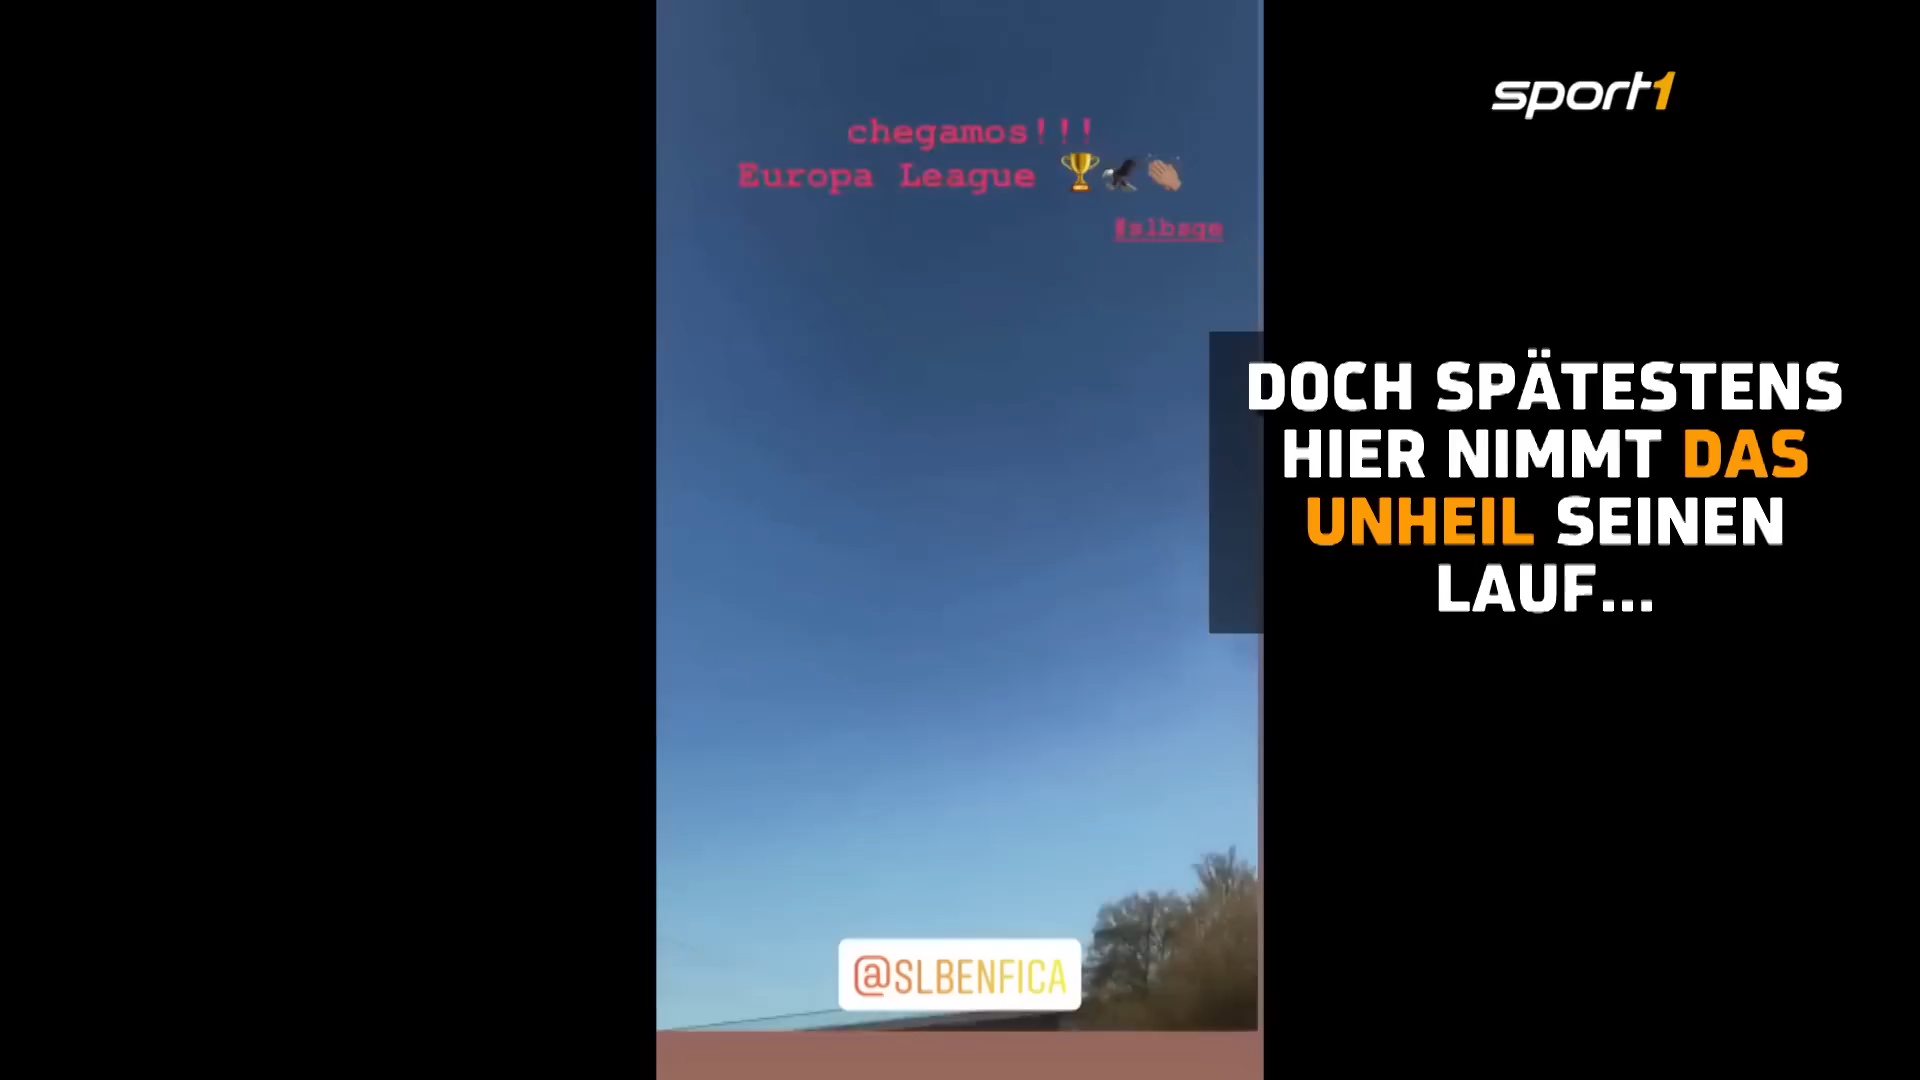 chegamos!!!
Europa League 🏆🦅👏🏼
#slbsge
@SLBENFICA
sport1
DOCH SPÄTESTENS
HIER NIMMT DAS
UNHEIL SEINEN
LAUF...